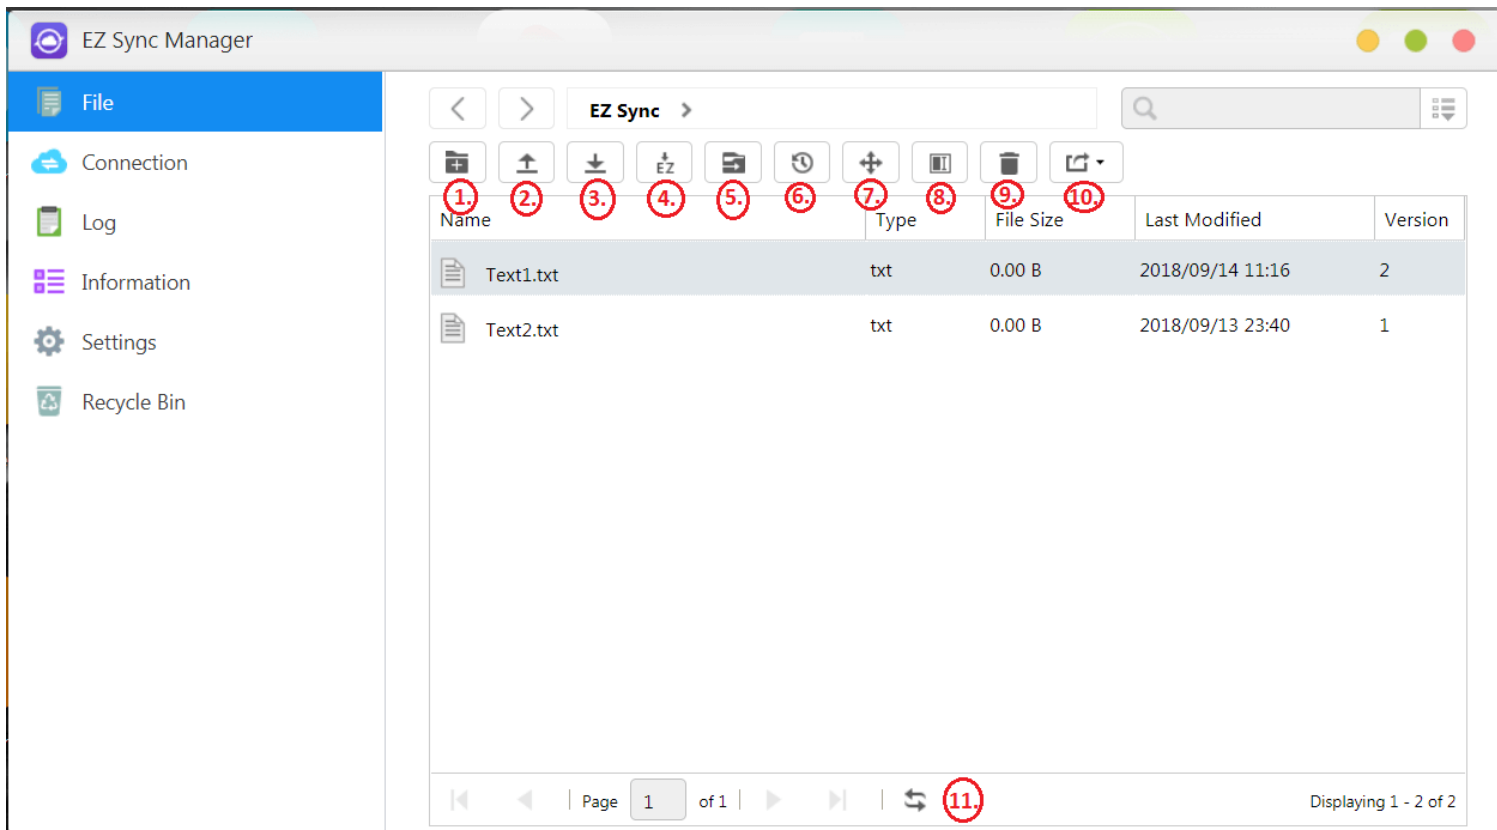 EZ Sync Manager
File
Connection
Log
Information
Settings
Recycle Bin
EZ Sync
EZ
1. 2. 3. 4. 5. 6. 7. 8. 9. 10.
Name Type File Size Last Modified Version
Text1.txt txt 0.00 B 2018/09/14 11:16 2
Text2.txt txt 0.00 B 2018/09/13 23:40 1
Page 1 of 1 11. Displaying 1 - 2 of 2